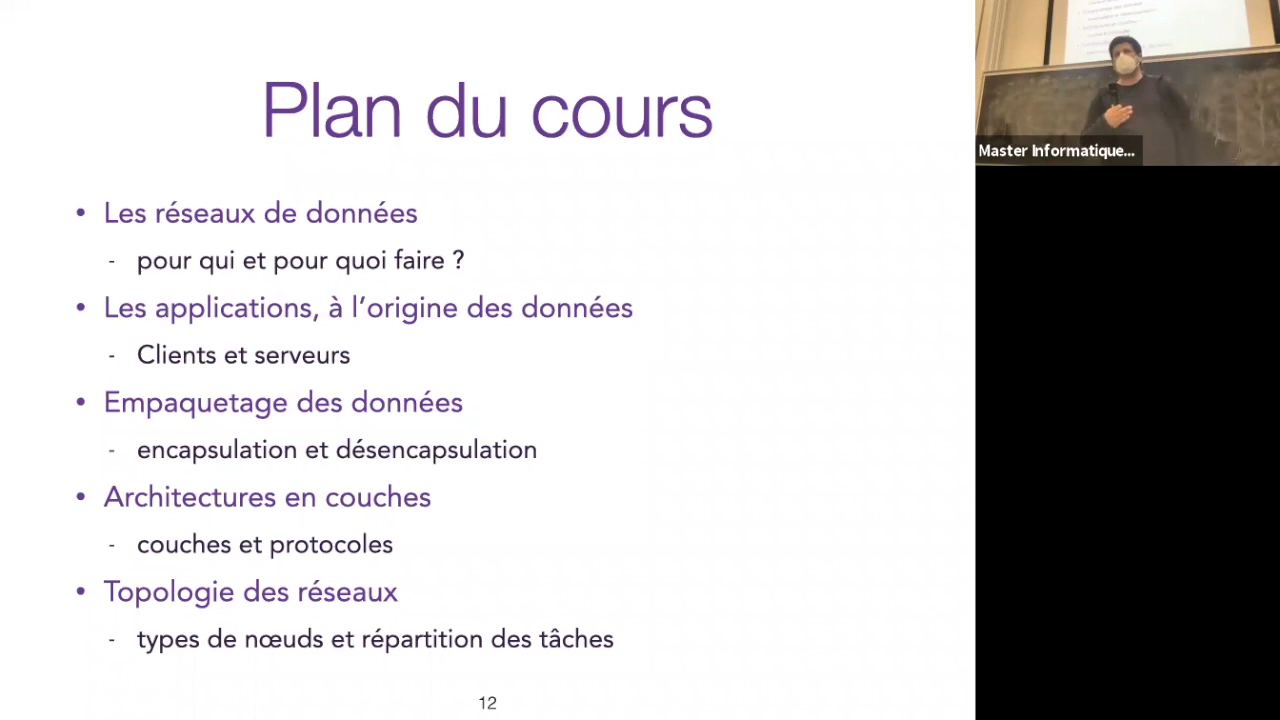 Plan du cours
• Les réseaux de données
- pour qui et pour quoi faire ?
• Les applications, à l’origine des données
- Clients et serveurs
• Empaquetage des données
- encapsulation et désencapsulation
• Architectures en couches
- couches et protocoles
• Topologie des réseaux
- types de nœuds et répartition des tâches
12
Master Informatique...